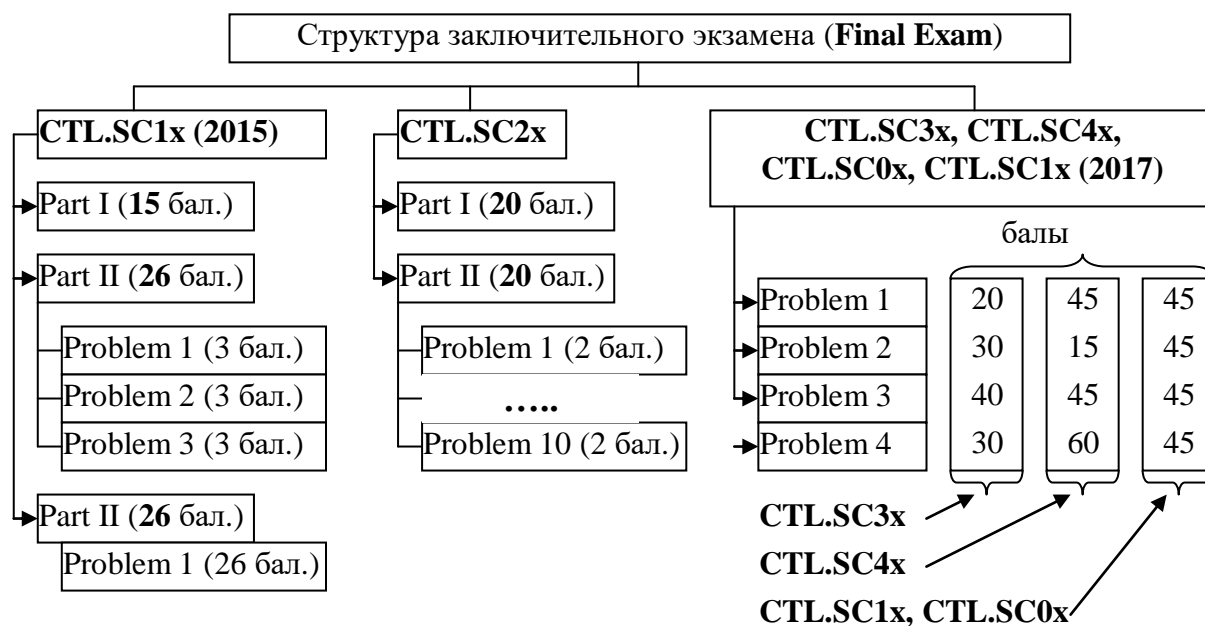 Структура заключительного экзамена (Final Exam)
CTL.SC1x (2015)
Part I (15 бал.)
Part II (26 бал.)
Problem 1 (3 бал.)
Problem 2 (3 бал.)
Problem 3 (3 бал.)
Part II (26 бал.)
Problem 1 (26 бал.)
CTL.SC2x
Part I (20 бал.)
Part II (20 бал.)
Problem 1 (2 бал.)
…..
Problem 10 (2 бал.)
CTL.SC3x, CTL.SC4x,
CTL.SC0x, CTL.SC1x (2017)
балы
Problem 1 20 45 45
Problem 2 30 15 45
Problem 3 40 45 45
Problem 4 30 60 45
CTL.SC3x
CTL.SC4x
CTL.SC1x, CTL.SC0x